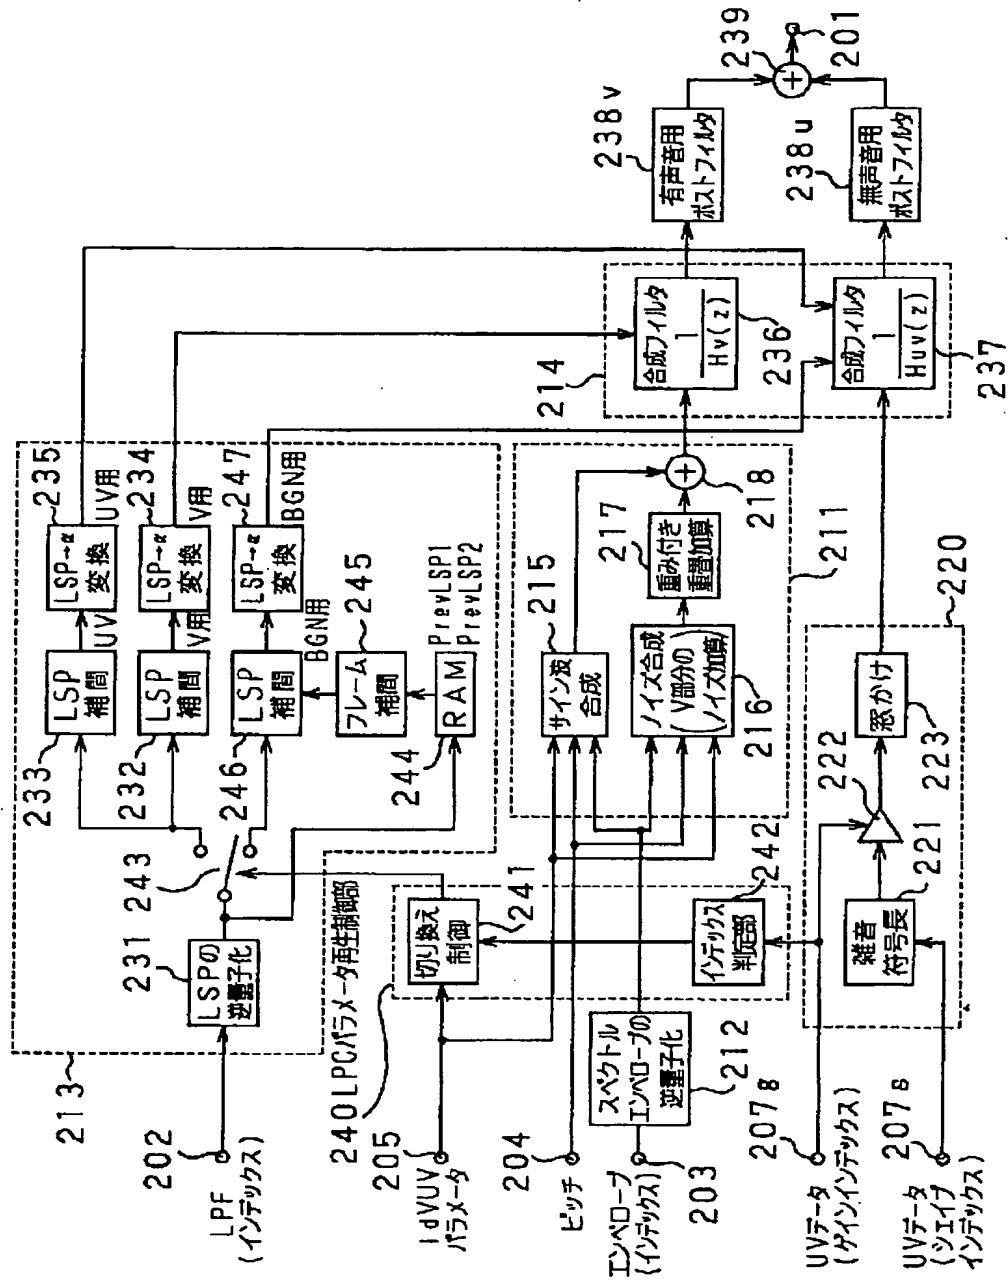 213
202
LPF
(インデックス)
231
LSPの
逆量子化
243
233
LSP
補間
232
LSP
補間
246
LSP
補間
UV
V用
235
LSP→α
変換
UV用
234
LSP→α
変換
V用
247
LSP→α
変換
BGN用
BGN用
フレーム
補間
245
244
RAM
PrevLSP1
PrevLSP2
240LPCパラメータ再生制御部
205
IdVUV
パラメータ
切り換え
制御
241
インデックス
判定部
242
204
ピッチ
エンベロープ
(インデックス)
203
スペクトル
エンベロープの
逆量子化
212
215
サイン波
合成
ノイズ合成
(V部分の
ノイズ加算)
216
217
重み付き
重畳加算
+
218
211
214
合成フィルタ
1
Hv(z)
236
合成フィルタ
1
Huv(z)
237
238v
有声音用
ポストフィルタ
238u
無声音用
ポストフィルタ
239
+
201
220
UVデータ
(ゲインインデックス)
207g
UVデータ
(シェイプ
インデックス)
207s
雑音
符号長
221
222
窓かけ
223